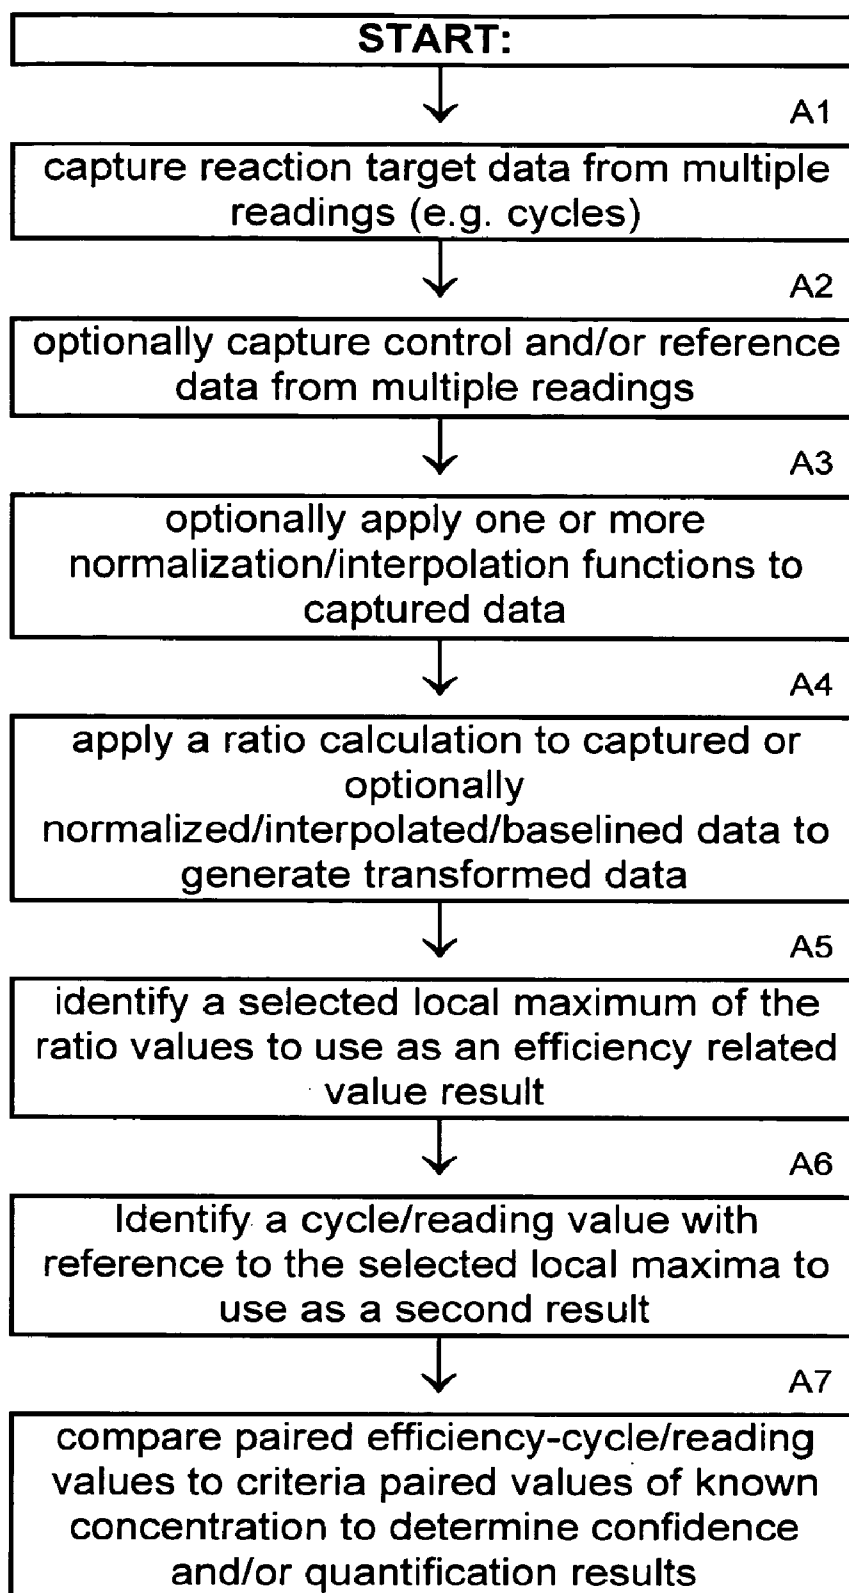 START:
A1
capture reaction target data from multiple
readings (e.g. cycles)
A2
optionally capture control and/or reference
data from multiple readings
A3
optionally apply one or more
normalization/interpolation functions to
captured data
A4
apply a ratio calculation to captured or
optionally
normalized/interpolated/baselined data to
generate transformed data
A5
identify a selected local maximum of the
ratio values to use as an efficiency related
value result
A6
Identify a cycle/reading value with
reference to the selected local maxima to
use as a second result
A7
compare paired efficiency-cycle/reading
values to criteria paired values of known
concentration to determine confidence
and/or quantification results